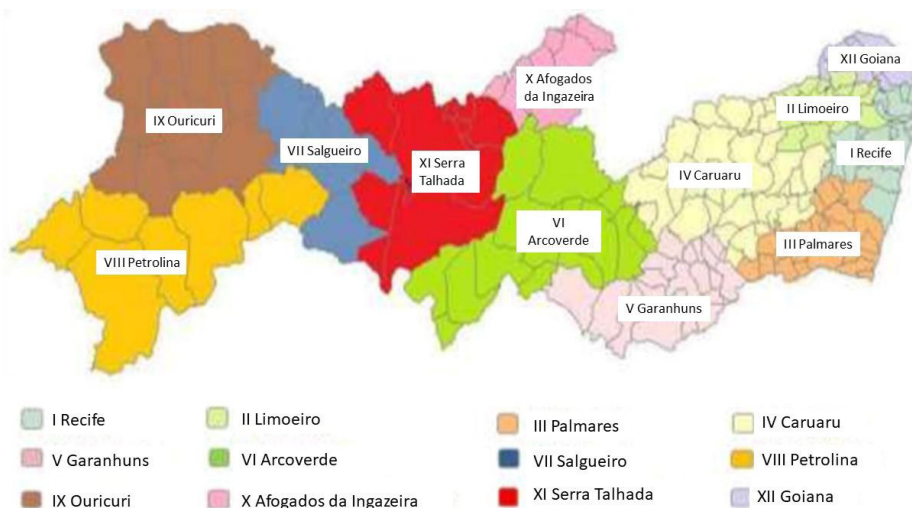 XII Goiana
X Afogados
da Ingazeira
II Limoeiro
IX Ouricuri
VII Salgueiro
I Recife
XI Serra
Talhada
IV Caruaru
VI
Arcoverde
III Palmares
VIII Petrolina
V Garanhuns
I Recife
II Limoeiro
III Palmares
IV Caruaru
V Garanhuns
VI Arcoverde
VII Salgueiro
VIII Petrolina
IX Ouricuri
X Afogados da Ingazeira
XI Serra Talhada
XII Goiana